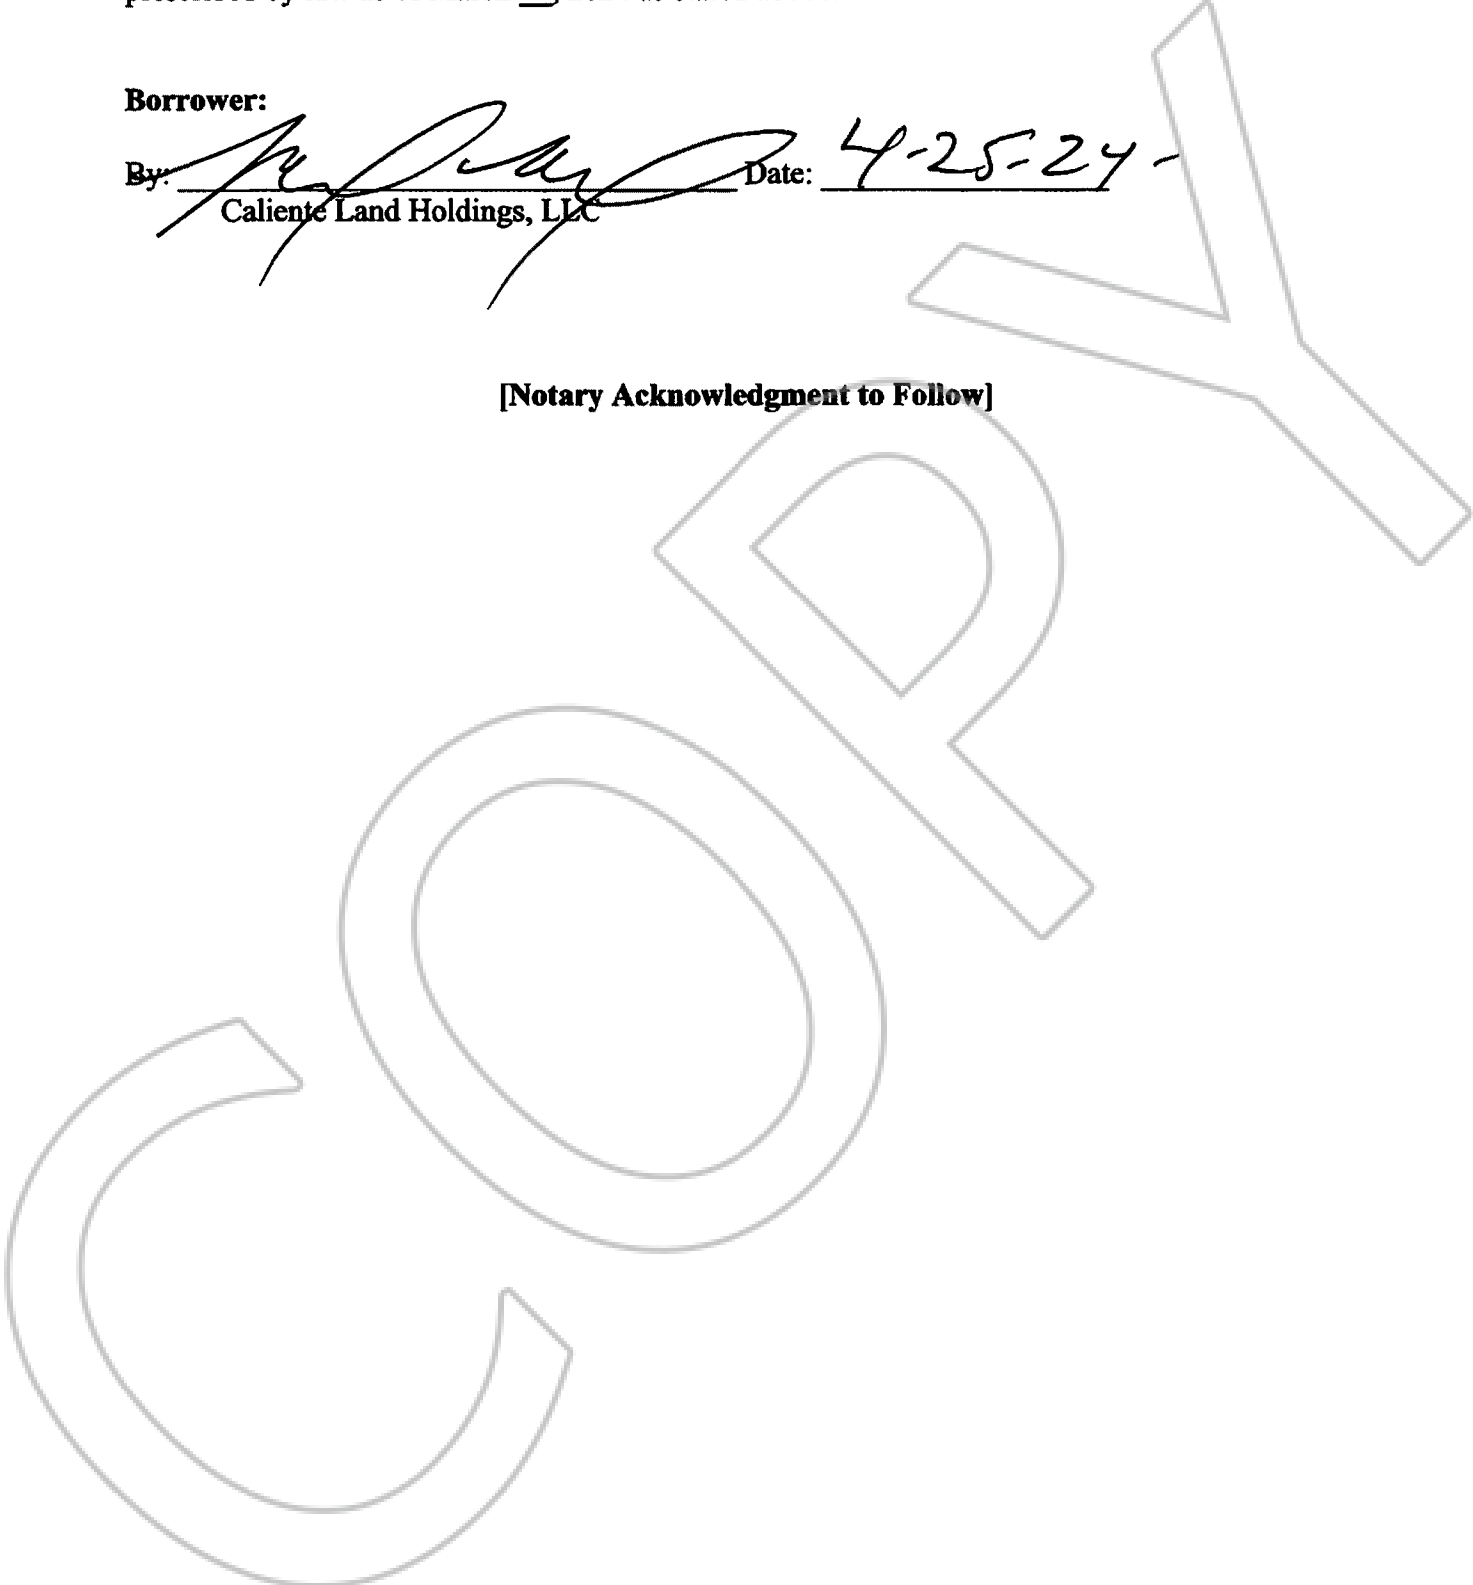 Borrower:
By: Date: 4-25-24 -
Caliente Land Holdings, LLC
[Notary Acknowledgment to Follow]
COPY